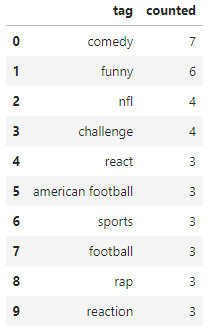 tag counted
0 comedy 7
1 funny 6
2 nfl 4
3 challenge 4
4 react 3
5 american football 3
6 sports 3
7 football 3
8 rap 3
9 reaction 3